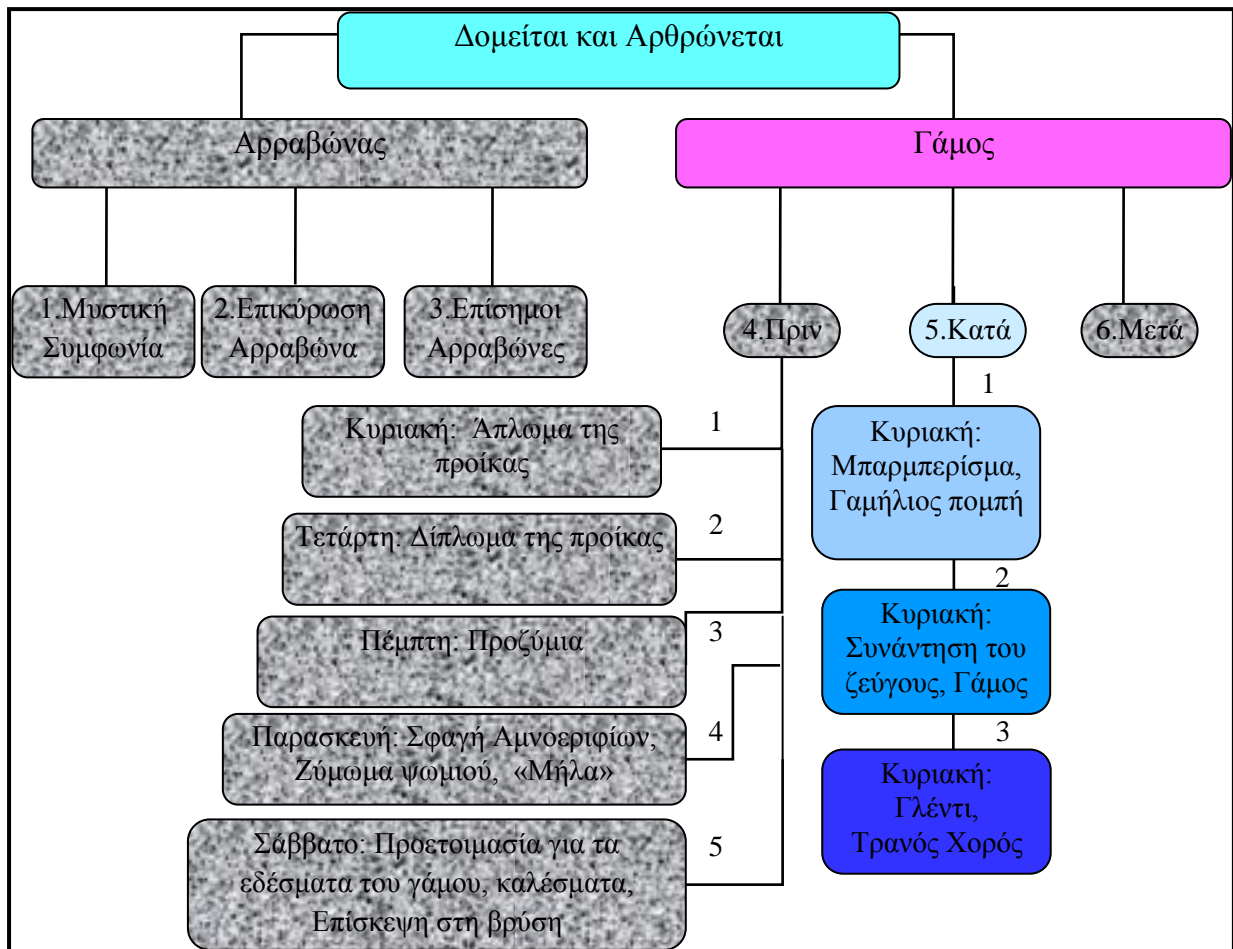 Δομείται και Αρθρώνεται
Αρραβώνας
Γάμος
1.Μυστική
Συμφωνία
2.Επικύρωση
Αρραβώνα
3.Επίσημοι
Αρραβώνες
4.Πριν
5.Κατά
6.Μετά
1
Κυριακή: Άπλωμα της
προίκας
2
Τετάρτη: Δίπλωμα της προίκας
3
Πέμπτη: Προζύμια
4
Παρασκευή: Σφαγή Αμνοεριφίων,
Ζύμωμα ψωμιού, «Μήλα»
5
Σάββατο: Προετοιμασία για τα
εδέσματα του γάμου, καλέσματα,
Επίσκεψη στη βρύση
1
Κυριακή:
Μπαρμπερίσμα,
Γαμήλιος πομπή
2
Κυριακή:
Συνάντηση του
ζεύγους, Γάμος
3
Κυριακή:
Γλέντι,
Τρανός Χορός